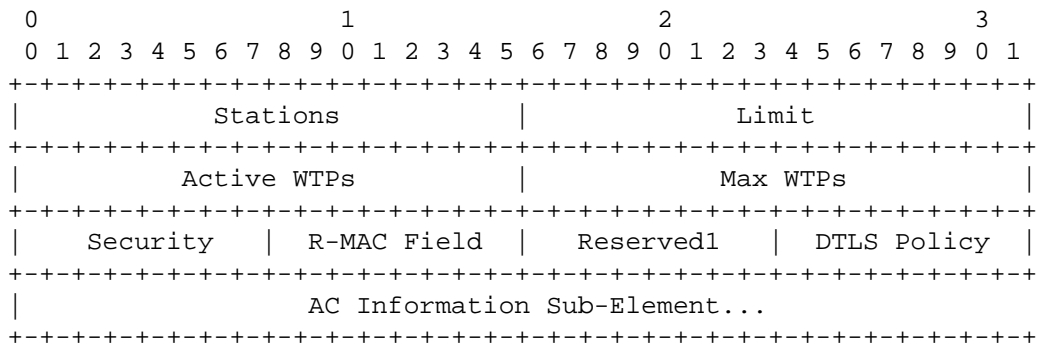 0                   1                   2                   3
 0 1 2 3 4 5 6 7 8 9 0 1 2 3 4 5 6 7 8 9 0 1 2 3 4 5 6 7 8 9 0 1
+-+-+-+-+-+-+-+-+-+-+-+-+-+-+-+-+-+-+-+-+-+-+-+-+-+-+-+-+-+-+-+-+
|            Stations           |             Limit             |
+-+-+-+-+-+-+-+-+-+-+-+-+-+-+-+-+-+-+-+-+-+-+-+-+-+-+-+-+-+-+-+-+
|          Active WTPs          |            Max WTPs           |
+-+-+-+-+-+-+-+-+-+-+-+-+-+-+-+-+-+-+-+-+-+-+-+-+-+-+-+-+-+-+-+-+
|    Security   |  R-MAC Field  |   Reserved1   |  DTLS Policy  |
+-+-+-+-+-+-+-+-+-+-+-+-+-+-+-+-+-+-+-+-+-+-+-+-+-+-+-+-+-+-+-+-+
|                  AC Information Sub-Element...
+-+-+-+-+-+-+-+-+-+-+-+-+-+-+-+-+-+-+-+-+-+-+-+-+-+-+-+-+-+-+-+-+